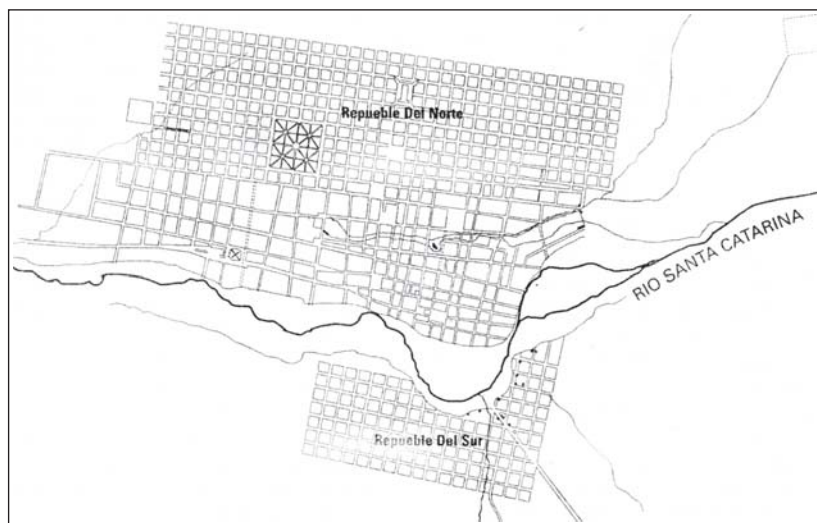 Repueble Del Norte
RIO SANTA CATARINA
Repueble Del Sur